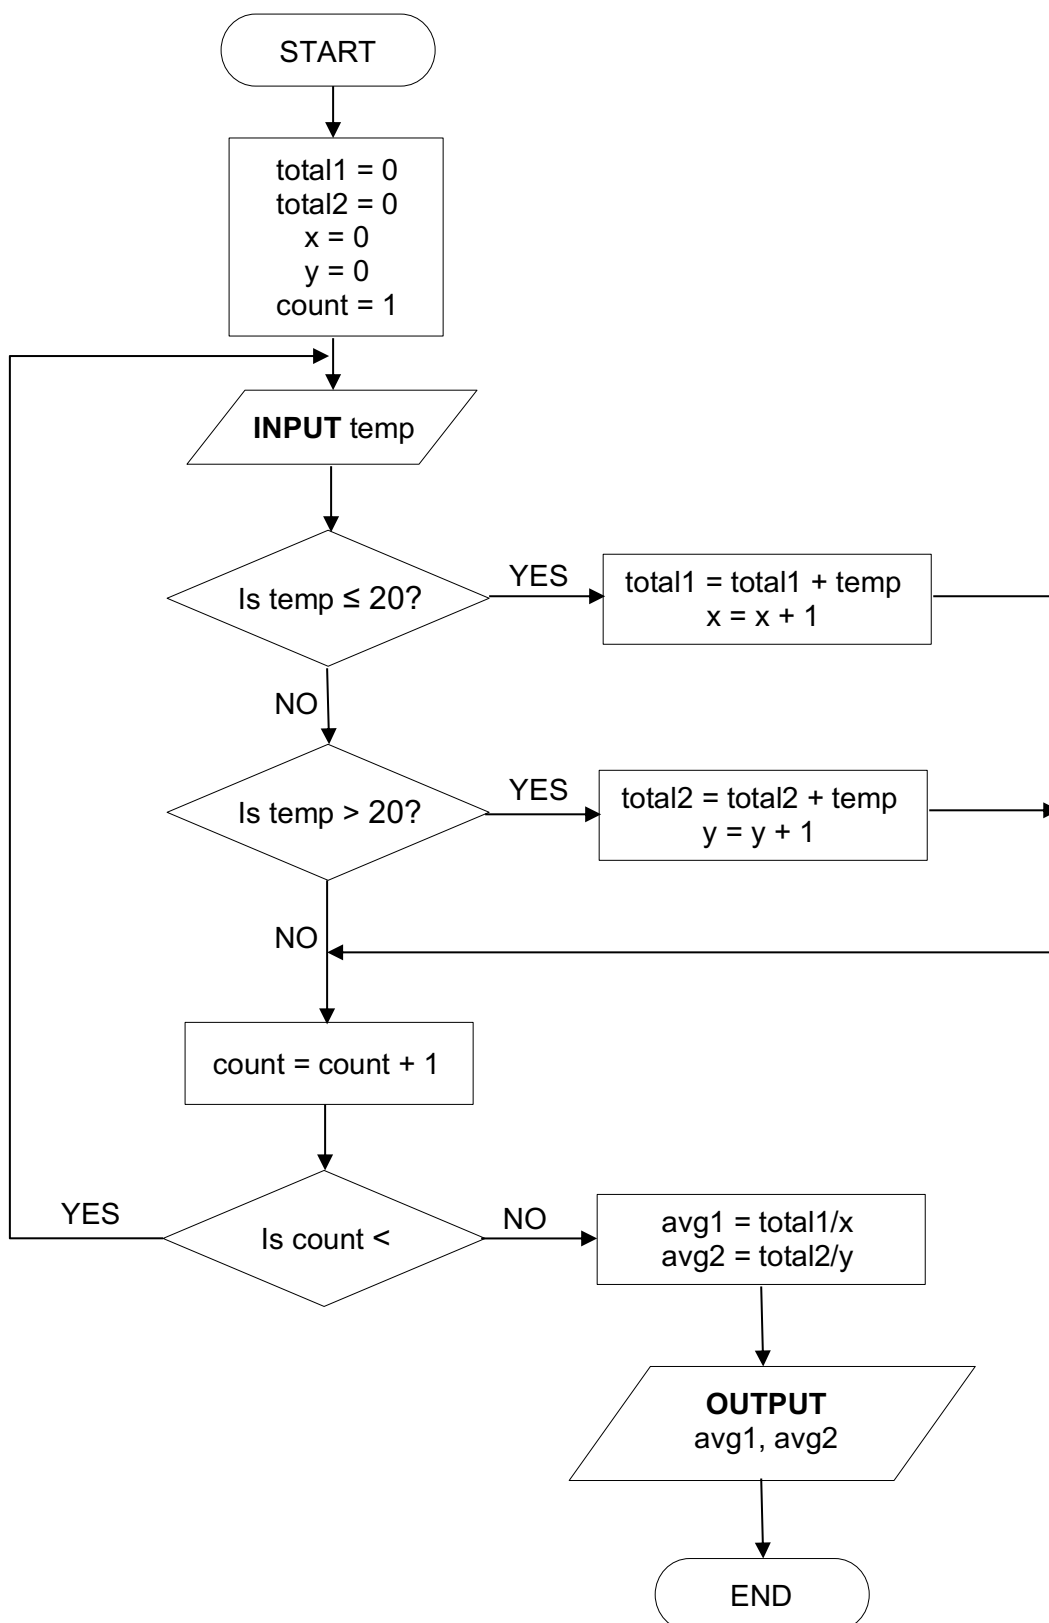 START
total1 = 0
total2 = 0
x = 0
y = 0
count = 1
INPUT temp
Is temp ≤ 20?
YES
total1 = total1 + temp
x = x + 1
NO
Is temp > 20?
YES
total2 = total2 + temp
y = y + 1
NO
count = count + 1
YES
Is count <
NO
avg1 = total1/x
avg2 = total2/y
OUTPUT
avg1, avg2
END